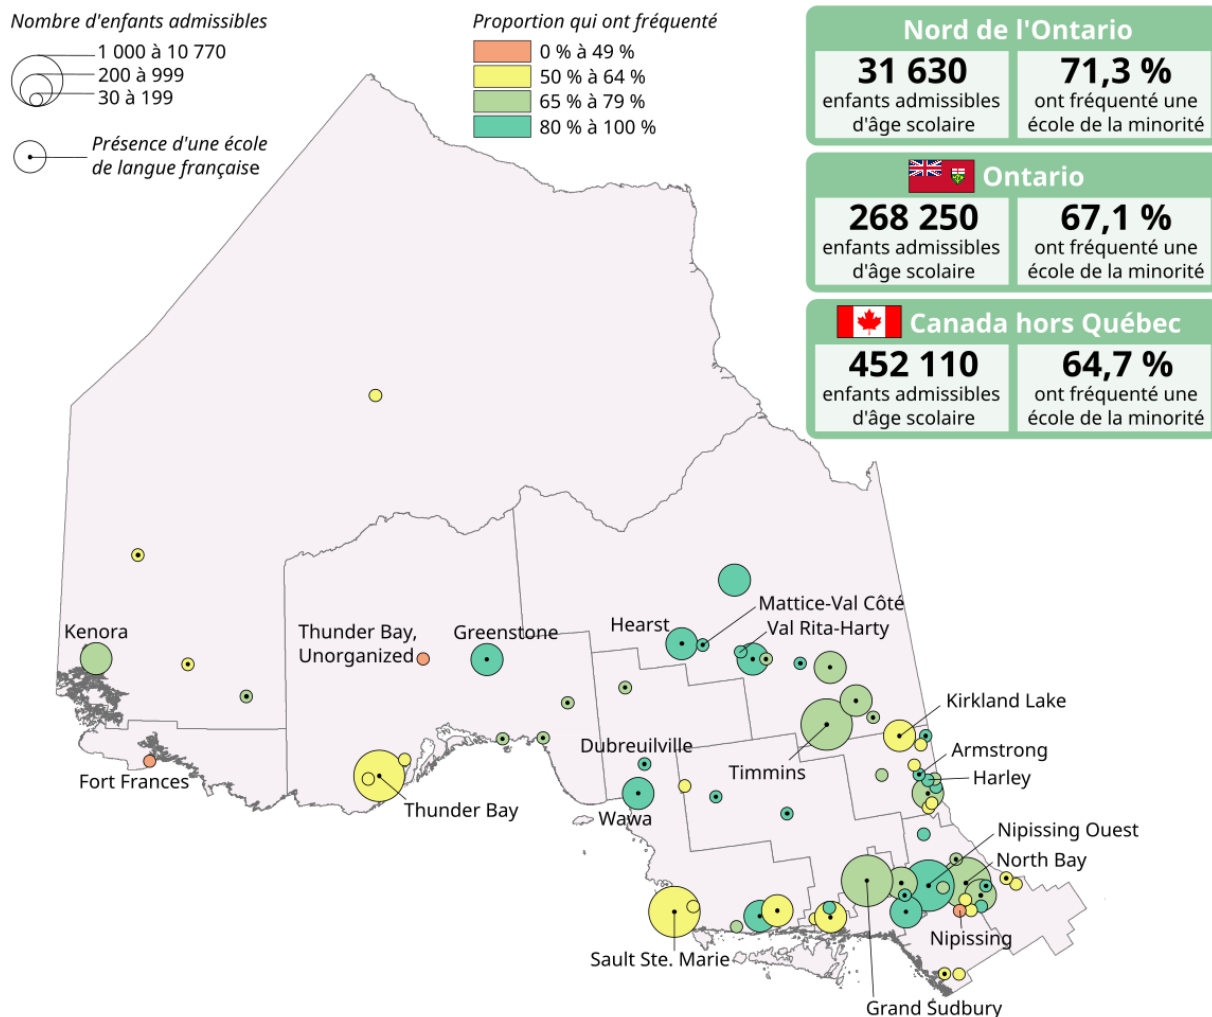 Nombre d'enfants admissibles
1 000 à 10 770
200 à 999
30 à 199
Présence d'une école
de langue française
Proportion qui ont fréquenté
0 % à 49 %
50 % à 64 %
65 % à 79 %
80 % à 100 %
Nord de l'Ontario
31 630
enfants admissibles
d'âge scolaire
71,3 %
ont fréquenté une
école de la minorité
Ontario
268 250
enfants admissibles
d'âge scolaire
67,1 %
ont fréquenté une
école de la minorité
Canada hors Québec
452 110
enfants admissibles
d'âge scolaire
64,7 %
ont fréquenté une
école de la minorité
Mattice-Val Côté
Hearst
Val Rita-Harty
Kenora
Thunder Bay,
Unorganized
Greenstone
Kirkland Lake
Dubreuilville
Armstrong
Timmins
Harley
Fort Frances
Thunder Bay
Wawa
Nipissing Ouest
North Bay
Nipissing
Sault Ste. Marie
Grand Sudbury